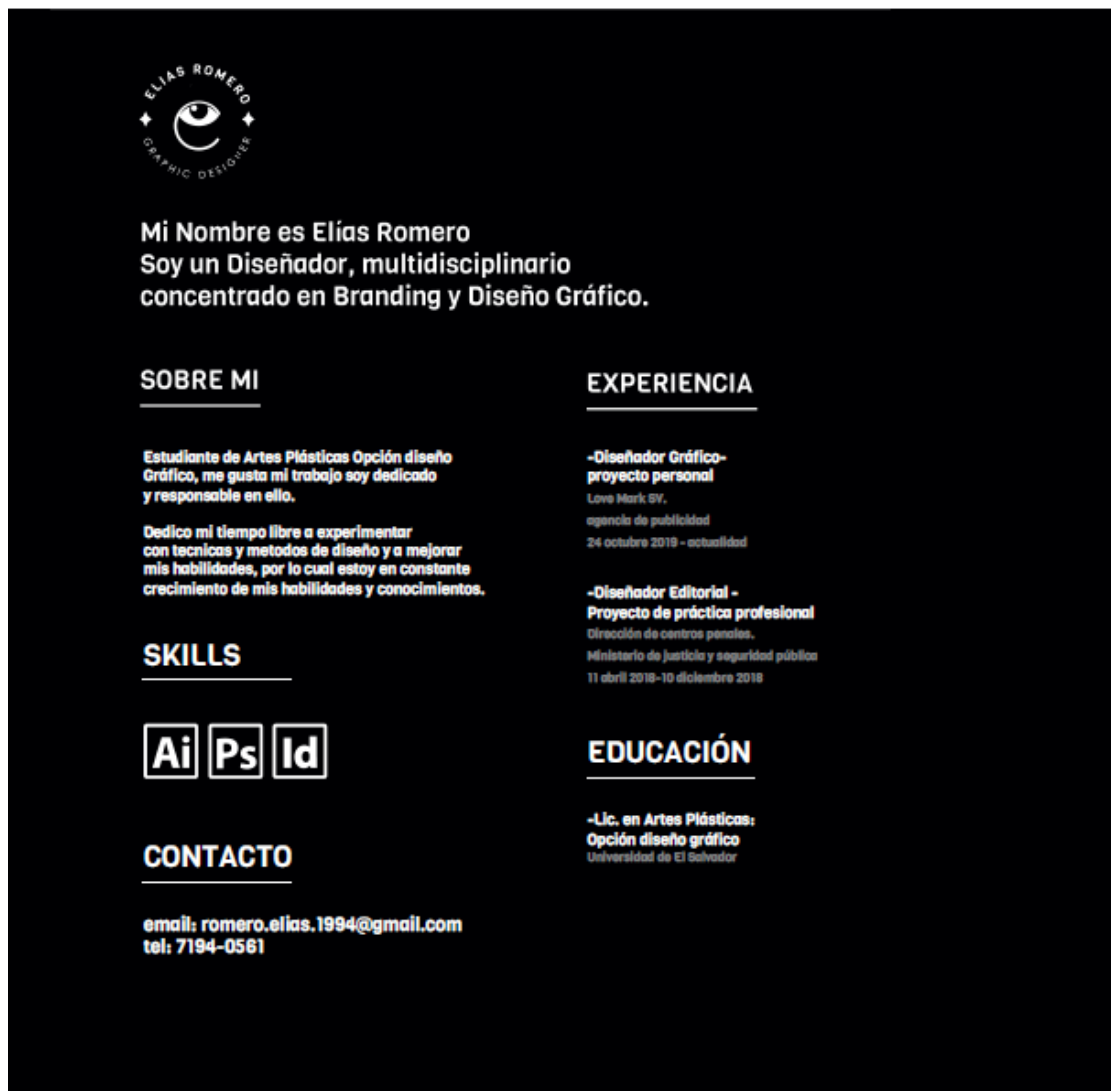 ELIAS ROMERO
GRAPHIC DESIGNER
Mi Nombre es Elías Romero
Soy un Diseñador, multidisciplinario
concentrado en Branding y Diseño Gráfico.
SOBRE MI
Estudiante de Artes Plásticas Opción diseño
Gráfico, me gusta mi trabajo soy dedicado
y responsable en ello.
Dedico mi tiempo libre a experimentar
con tecnicas y metodos de diseño y a mejorar
mis habilidades, por lo cual estoy en constante
crecimiento de mis habilidades y conocimientos.
SKILLS
Ai Ps Id
CONTACTO
email: romero.elias.1994@gmail.com
tel: 7194-0561
EXPERIENCIA
-Diseñador Gráfico-
proyecto personal
Love Mark SV.
agencia de publicidad
24 octubre 2019 - actualidad
-Diseñador Editorial -
Proyecto de práctica profesional
Dirección de centros penales.
Ministerio de justicia y seguridad pública
11 abril 2018-10 diciembre 2018
EDUCACIÓN
-Lic. en Artes Plásticas:
Opción diseño gráfico
Universidad de El Salvador